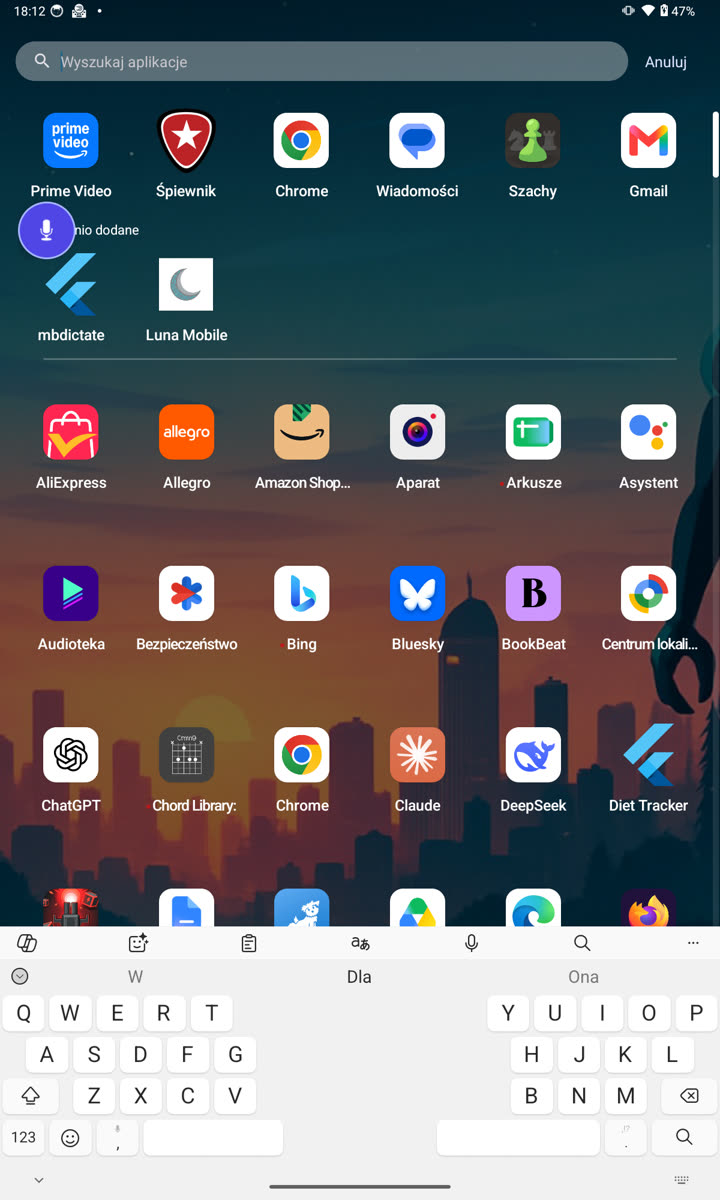 18:12
47%
Wyszukaj aplikacje
Anuluj
prime video
Prime Video
Śpiewnik
Chrome
Wiadomości
Szachy
Gmail
nio dodane
mbdictate
Luna Mobile
allegro
AliExpress
Allegro
Amazon Shop...
Aparat
Arkusze
Asystent
B
Audioteka
Bezpieczeństwo
Bing
Bluesky
BookBeat
Centrum lokali...
Cmin9
ChatGPT
Chord Library:
Chrome
Claude
DeepSeek
Diet Tracker
aあ
...
W
Dla
Ona
Q W E R T Y U I O P
A S D F G H J K L
Z X C V B N M
123 , .